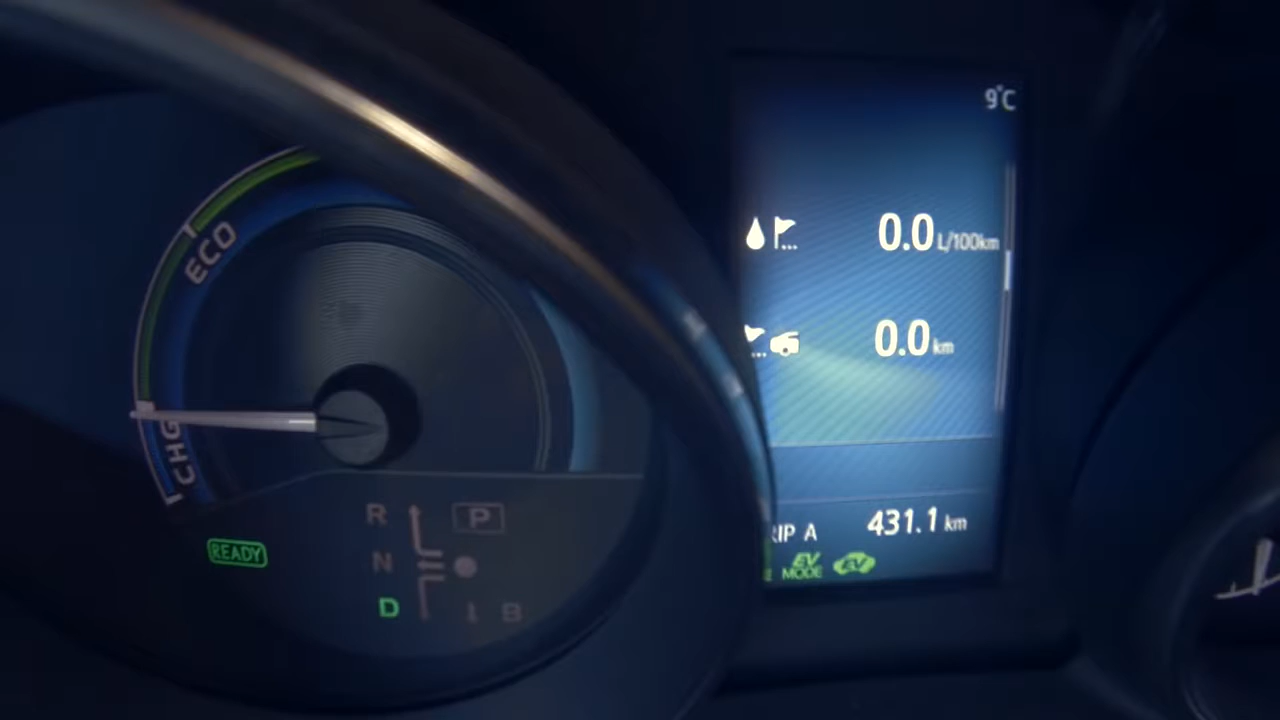 9°C
ECO
0.0 L/100km
0.0 km
CHG
R P
READY
N
D B
RIP A 431.1 km
E EV MODE EV